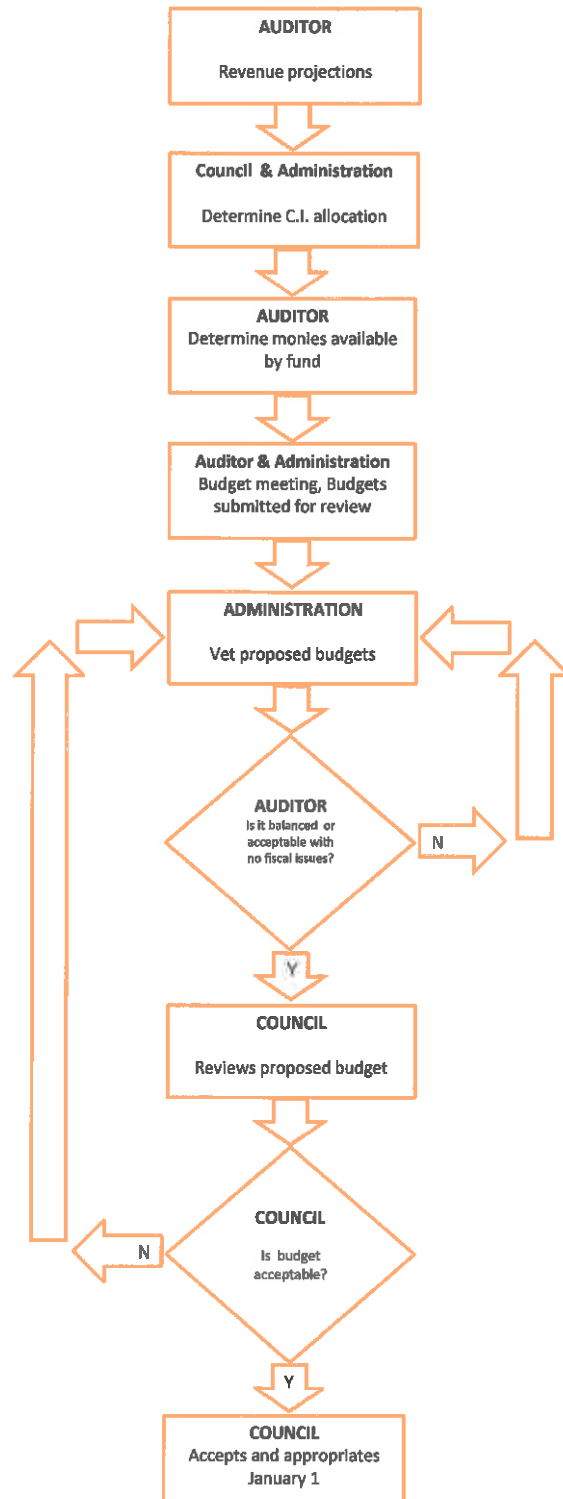 AUDITOR
Revenue projections
Council & Administration
Determine C.I. allocation
AUDITOR
Determine monies available
by fund
Auditor & Administration
Budget meeting, Budgets
submitted for review
ADMINISTRATION
Vet proposed budgets
AUDITOR
Is it balanced or
acceptable with
no fiscal issues?
N
Y
COUNCIL
Reviews proposed budget
COUNCIL
Is budget
acceptable?
N
Y
COUNCIL
Accepts and appropriates
January 1